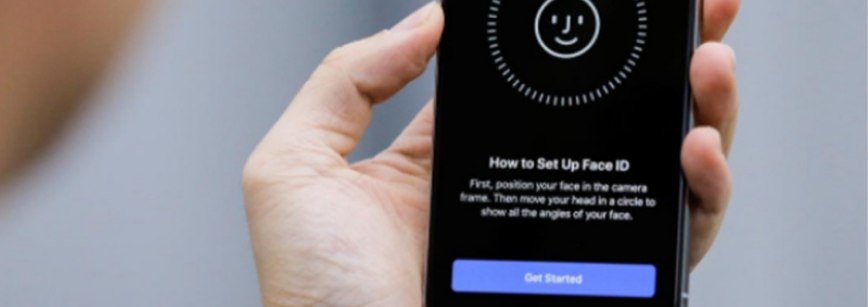 How to Set Up Face ID
First, position your face in the camera
frame. Then move your head in a circle to
show all the angles of your face.
Get Started